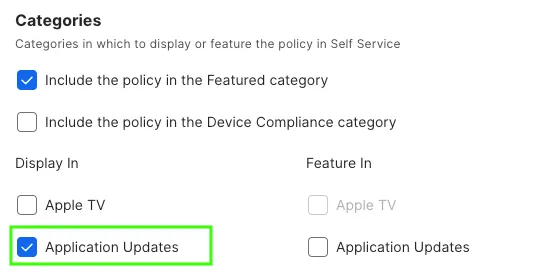 Categories
Categories in which to display or feature the policy in Self Service
Include the policy in the Featured category
Include the policy in the Device Compliance category
Display In Feature In
Apple TV Apple TV
Application Updates Application Updates